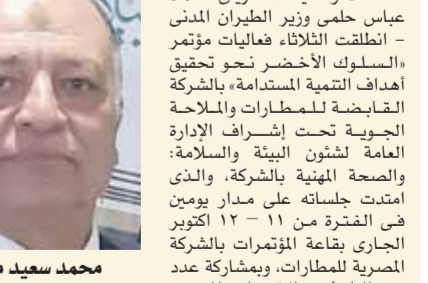 عباس حلمى وزير الطيران المدنى
– انطلقت الثلاثاء فعاليات مؤتمر
«السلوك الأخضر نحو تحقيق
أهداف التنمية المستدامة» بالشركة
القابضة للمطارات والملاحة
الجوية تحت إشراف الإدارة
العامة لشئون البيئة والسلامة:
والصحة المهنية بالشركة، والذى
امتدت جلساته على مدار يومين
فى الفترة من ١١ – ١٢ اكتوبر
الجارى بقاعة المؤتمرات بالشركة
المصرية للمطارات، وبمشاركة عدد
محمد سعيد